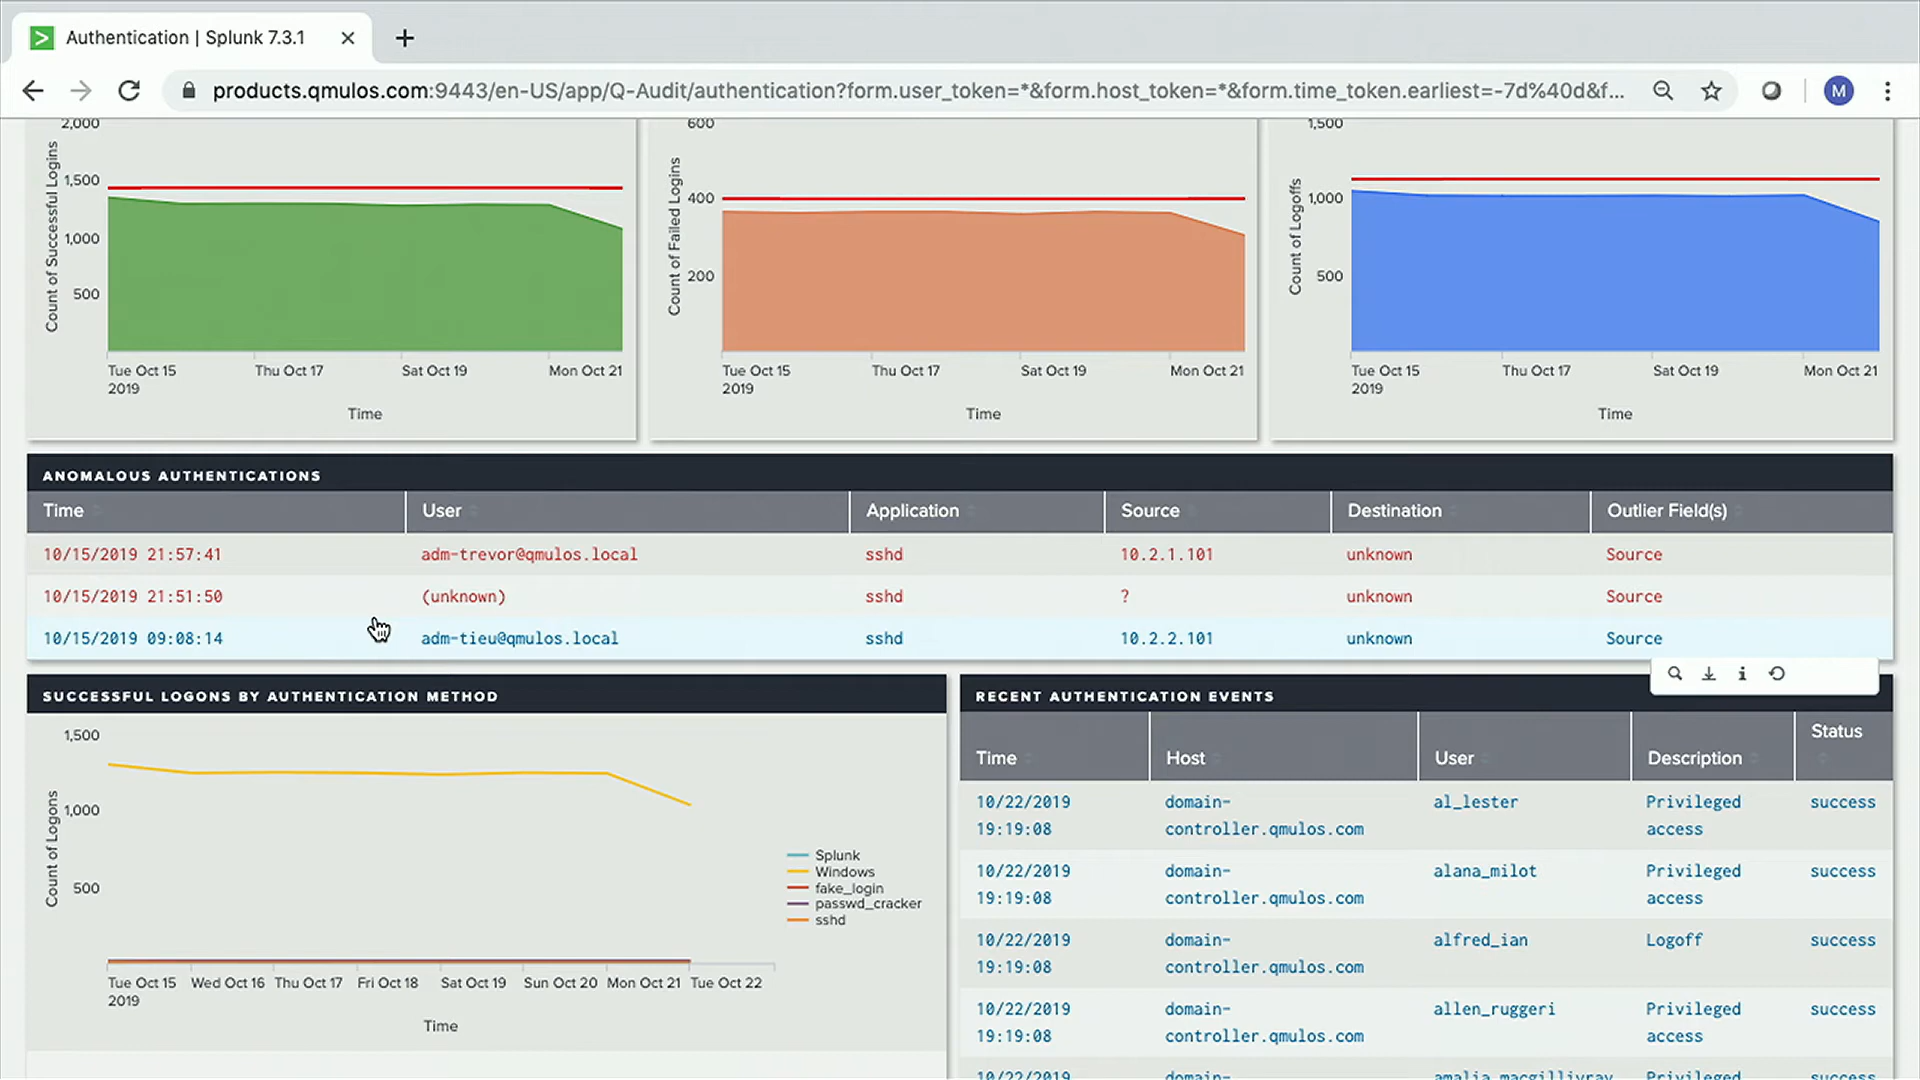 Authentication | Splunk 7.3.1
products.qmulos.com:9443/en-US/app/Q-Audit/authentication?form.user_token=*&form.host_token=*&form.time_token.earliest=-7d%40d&f...
M
2,000
1,500
1,000
500
Count of Successful Logins
Tue Oct 15 Thu Oct 17 Sat Oct 19 Mon Oct 21
2019
Time
600
400
200
Count of Failed Logins
Tue Oct 15 Thu Oct 17 Sat Oct 19 Mon Oct 21
2019
Time
1,500
1,000
500
Count of Logoffs
Tue Oct 15 Thu Oct 17 Sat Oct 19 Mon Oct 21
2019
Time
ANOMALOUS AUTHENTICATIONS
Time User Application Source Destination Outlier Field(s)
10/15/2019 21:57:41 adm-trevor@qmulos.local sshd 10.2.1.101 unknown Source
10/15/2019 21:51:50 (unknown) sshd ? unknown Source
10/15/2019 09:08:14 adm-tieu@qmulos.local sshd 10.2.2.101 unknown Source
SUCCESSFUL LOGONS BY AUTHENTICATION METHOD
1,500
1,000
500
Count of Logons
Splunk
Windows
fake_login
passwd_cracker
sshd
Tue Oct 15 Wed Oct 16 Thu Oct 17 Fri Oct 18 Sat Oct 19 Sun Oct 20 Mon Oct 21 Tue Oct 22
2019
Time
RECENT AUTHENTICATION EVENTS
Time Host User Description Status
10/22/2019 domain- al_lester Privileged success
19:19:08 controller.qmulos.com access
10/22/2019 domain- alana_milot Privileged success
19:19:08 controller.qmulos.com access
10/22/2019 domain- alfred_ian Logoff success
19:19:08 controller.qmulos.com
10/22/2019 domain- allen_ruggeri Privileged success
19:19:08 controller.qmulos.com access
10/22/2019 domain- amalia_macgillivray Privileged success